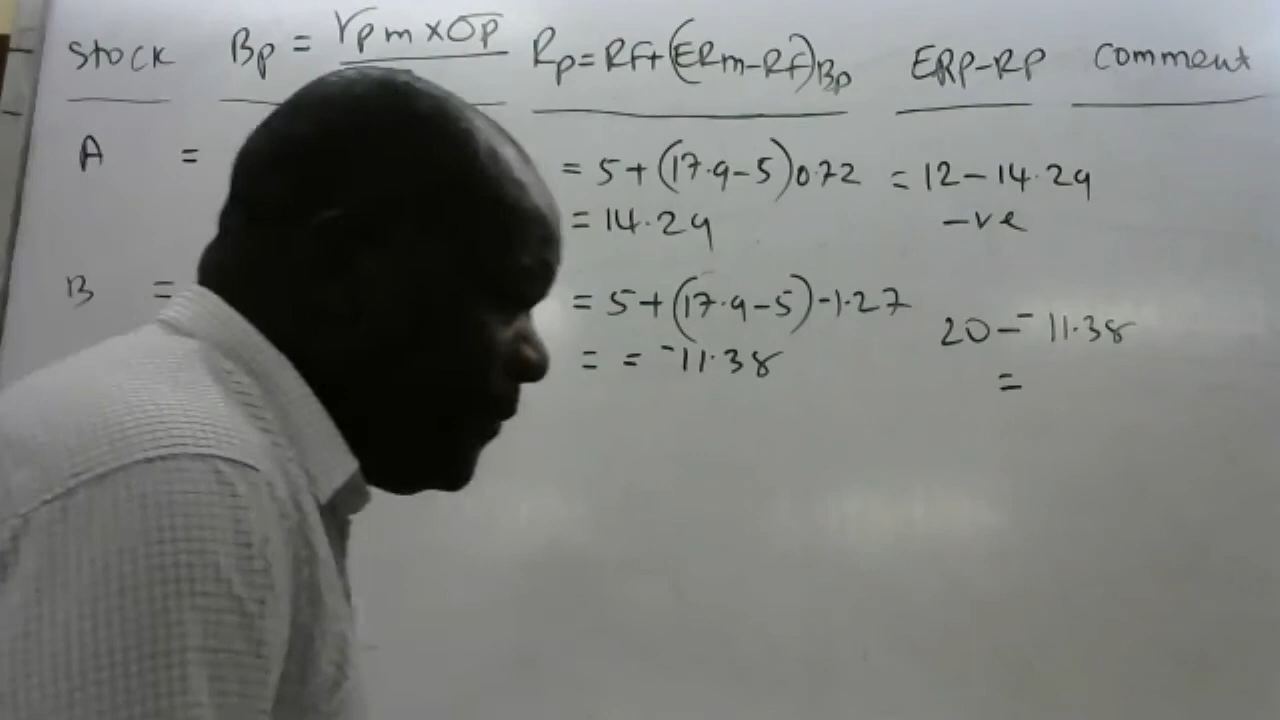 Stock Bp = rpm × σp Rp = RF + (ERm - RF)Bp ERP - RP Comment
A = = 5 + (17.9 - 5)0.72 = 12 - 14.29
= 14.29 -ve
B = = 5 + (17.9 - 5) - 1.27 20 - -11.38
= = -11.38 =